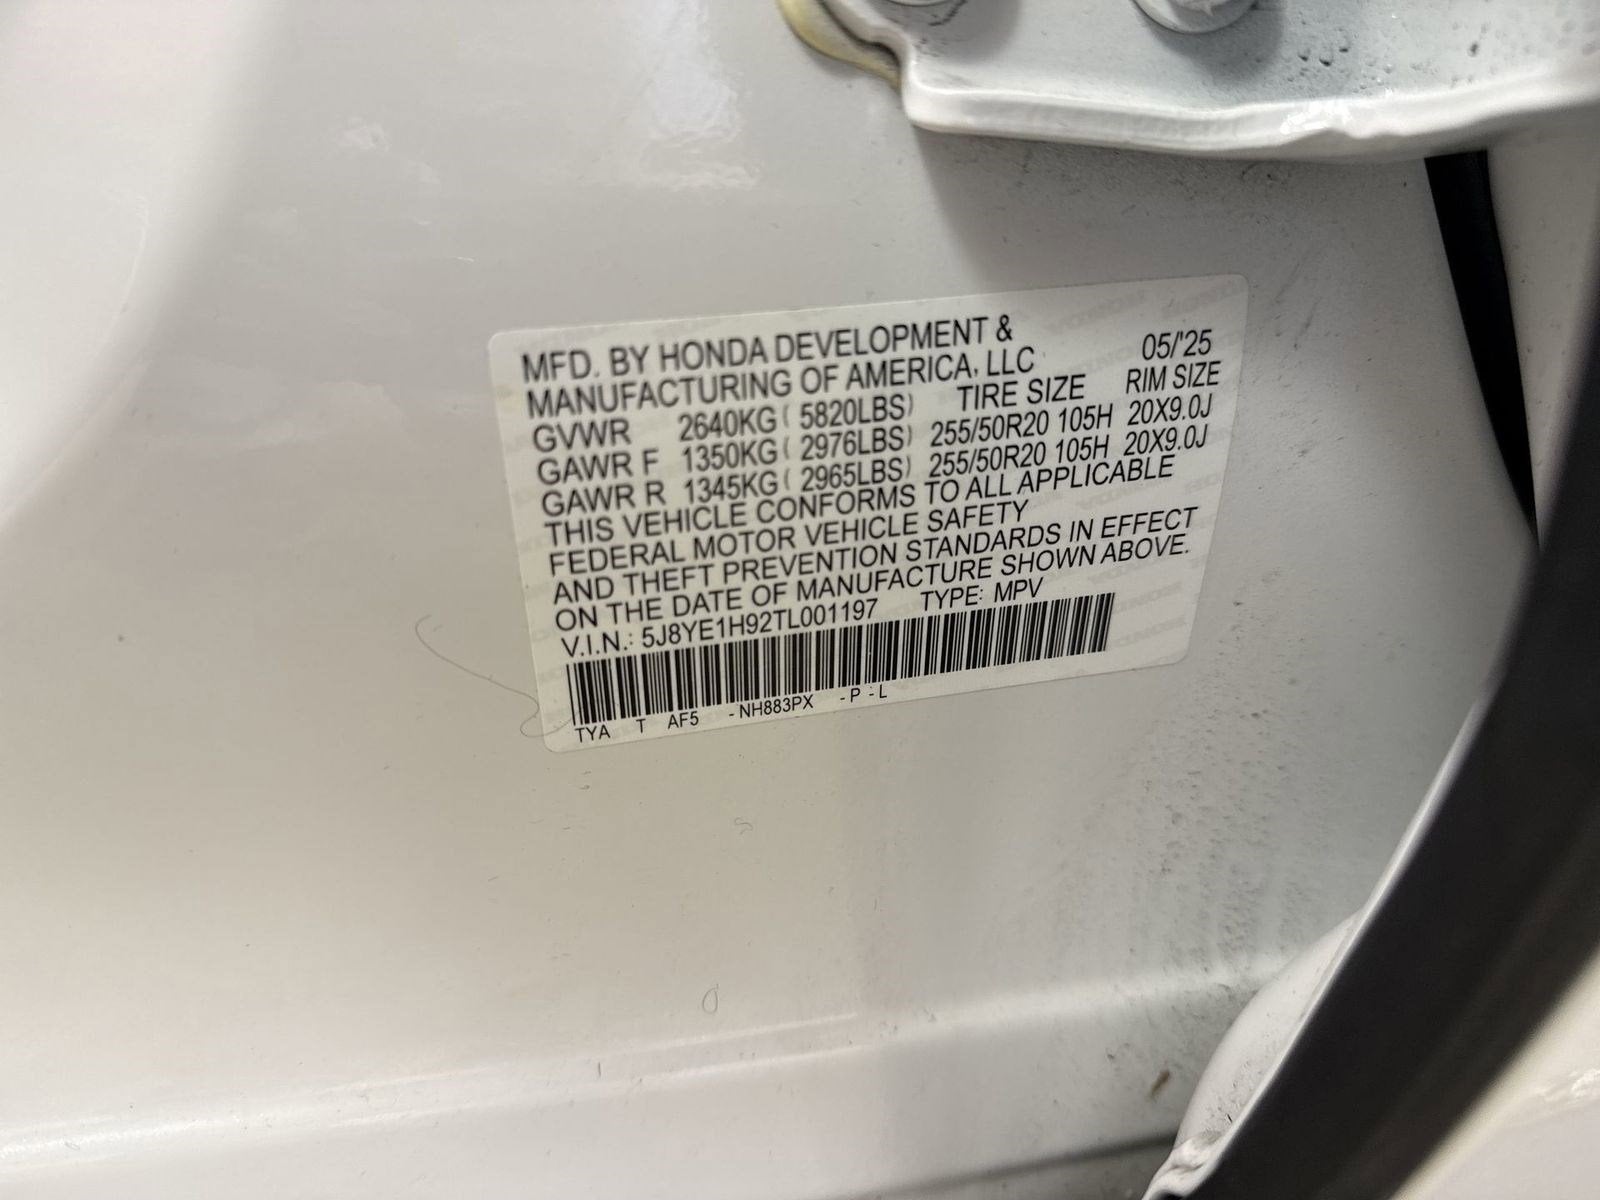 MFD. BY HONDA DEVELOPMENT &
MANUFACTURING OF AMERICA, LLC 05/'25
GVWR 2640KG ( 5820LBS) TIRE SIZE RIM SIZE
GAWR F 1350KG ( 2976LBS) 255/50R20 105H 20X9.0J
GAWR R 1345KG ( 2965LBS) 255/50R20 105H 20X9.0J
THIS VEHICLE CONFORMS TO ALL APPLICABLE
FEDERAL MOTOR VEHICLE SAFETY
AND THEFT PREVENTION STANDARDS IN EFFECT
ON THE DATE OF MANUFACTURE SHOWN ABOVE.
V.I.N.: 5J8YE1H92TL001197 TYPE: MPV
TYA T AF5 -NH883PX -P -L